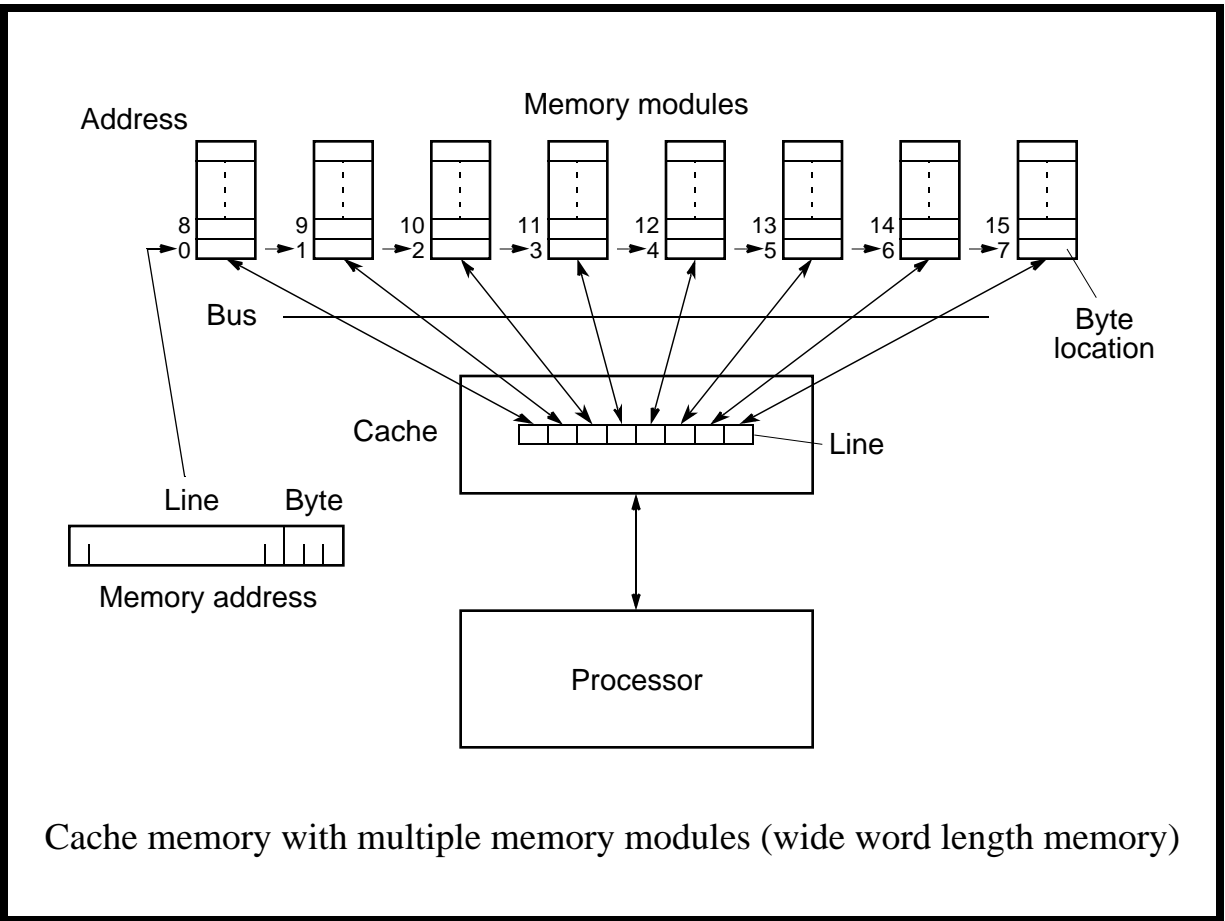 Memory modules
Address
8 9 10 11 12 13 14 15
0 1 2 3 4 5 6 7
Bus
Byte
location
Cache
Line
Line Byte
Memory address
Processor
Cache memory with multiple memory modules (wide word length memory)